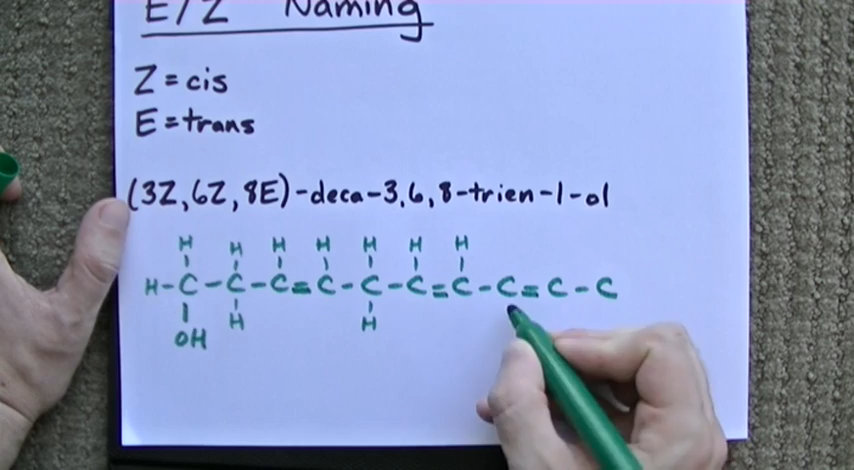 E/Z Naming
Z = cis
E = trans
(3Z, 6Z, 8E)-deca-3,6,8-trien-1-ol
H H H H H H H
H-C-C-C=C-C-C=C-C=C-C
OH H H